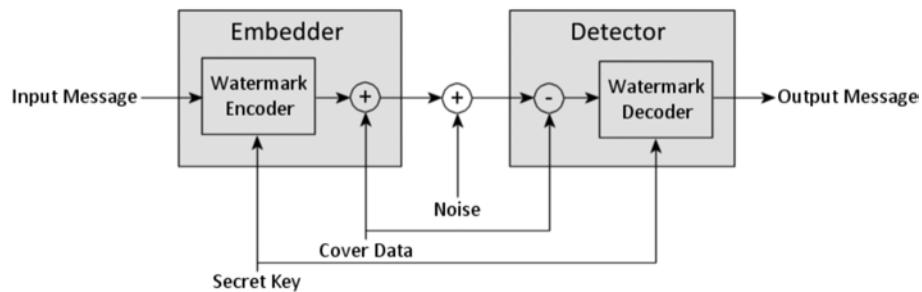 Embedder
Detector
Input Message
Watermark
Encoder
+
+
-
Watermark
Decoder
Output Message
Noise
Cover Data
Secret Key